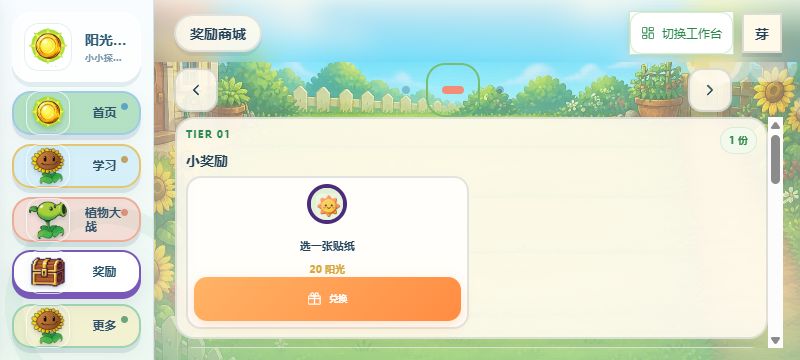 阳光...
小小探...
首页
学习
植物大
战
奖励
更多
奖励商城
切换工作台
芽
TIER 01
1 份
小奖励
选一张贴纸
20 阳光
兑换